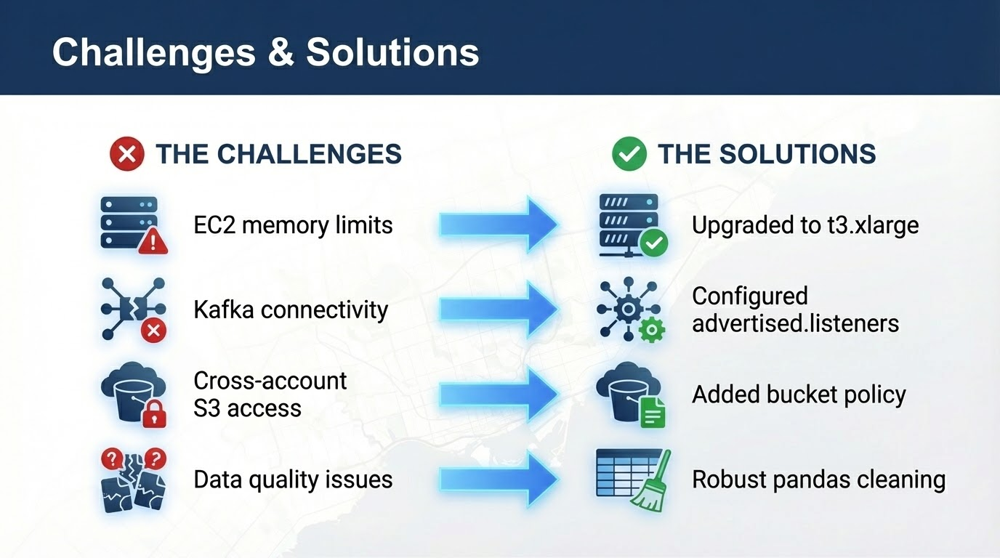 Challenges & Solutions
THE CHALLENGES
THE SOLUTIONS
EC2 memory limits
Upgraded to t3.xlarge
Kafka connectivity
Configured
advertised.listeners
Cross-account
S3 access
Added bucket policy
Data quality issues
Robust pandas cleaning